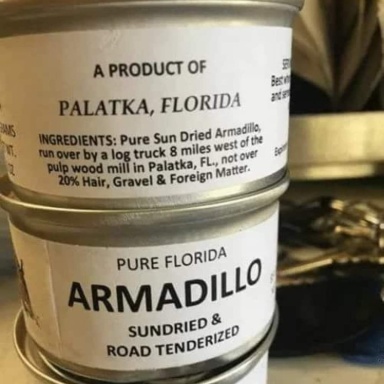 A PRODUCT OF
PALATKA, FLORIDA
INGREDIENTS: Pure Sun Dried Armadillo,
run over by a log truck 8 miles west of the
pulp wood mill in Palatka, FL., not over
20% Hair, Gravel & Foreign Matter.
PURE FLORIDA
ARMADILLO
SUNDRIED &
ROAD TENDERIZED